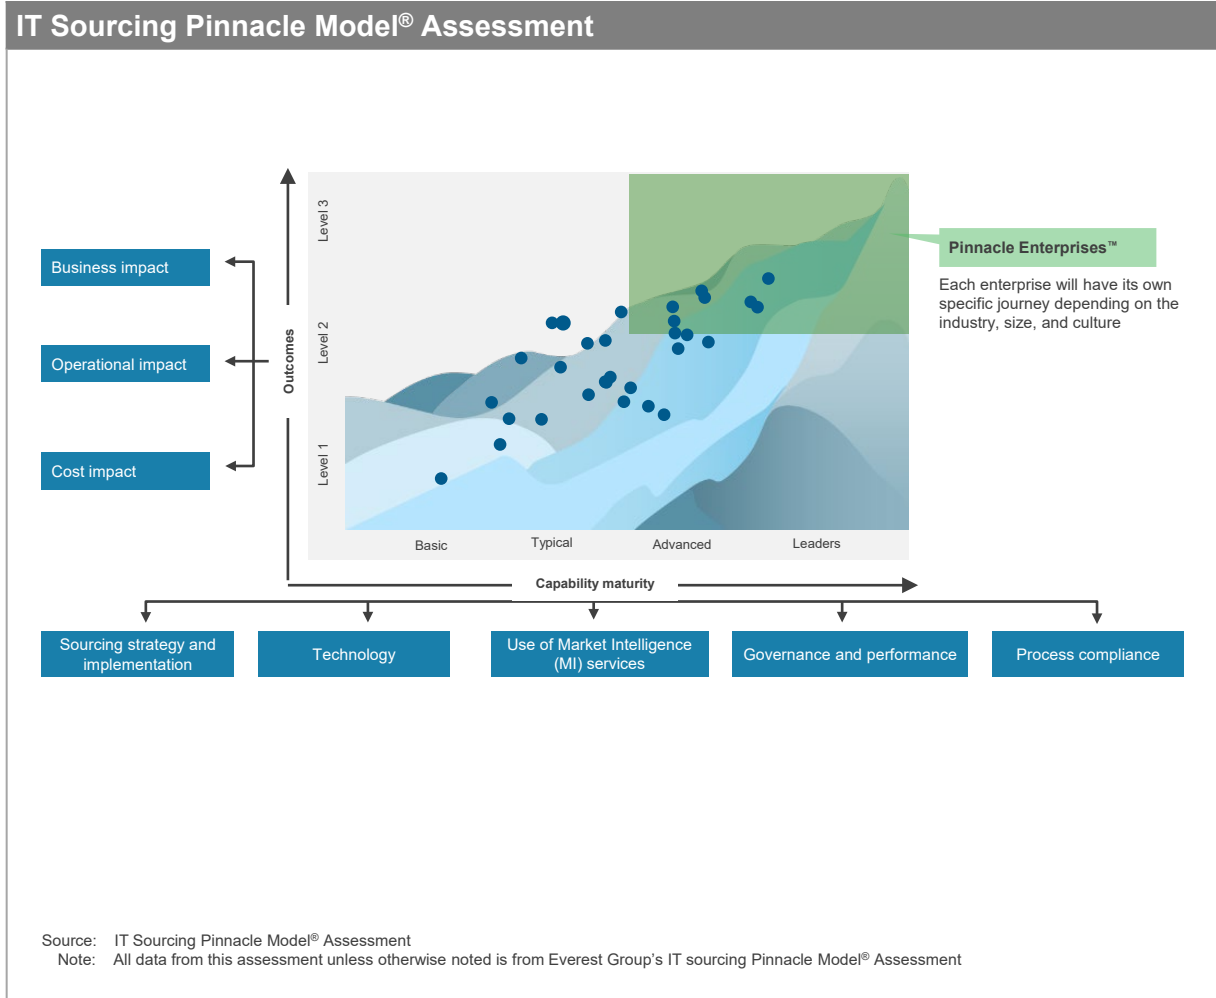 IT Sourcing Pinnacle Model® Assessment
Business impact
Operational impact
Cost impact
Outcomes
Level 3
Level 2
Level 1
Pinnacle Enterprises™
Each enterprise will have its own
specific journey depending on the
industry, size, and culture
Basic
Typical
Advanced
Leaders
Capability maturity
Sourcing strategy and
implementation
Technology
Use of Market Intelligence
(MI) services
Governance and performance
Process compliance
Source: IT Sourcing Pinnacle Model® Assessment
Note: All data from this assessment unless otherwise noted is from Everest Group's IT sourcing Pinnacle Model® Assessment